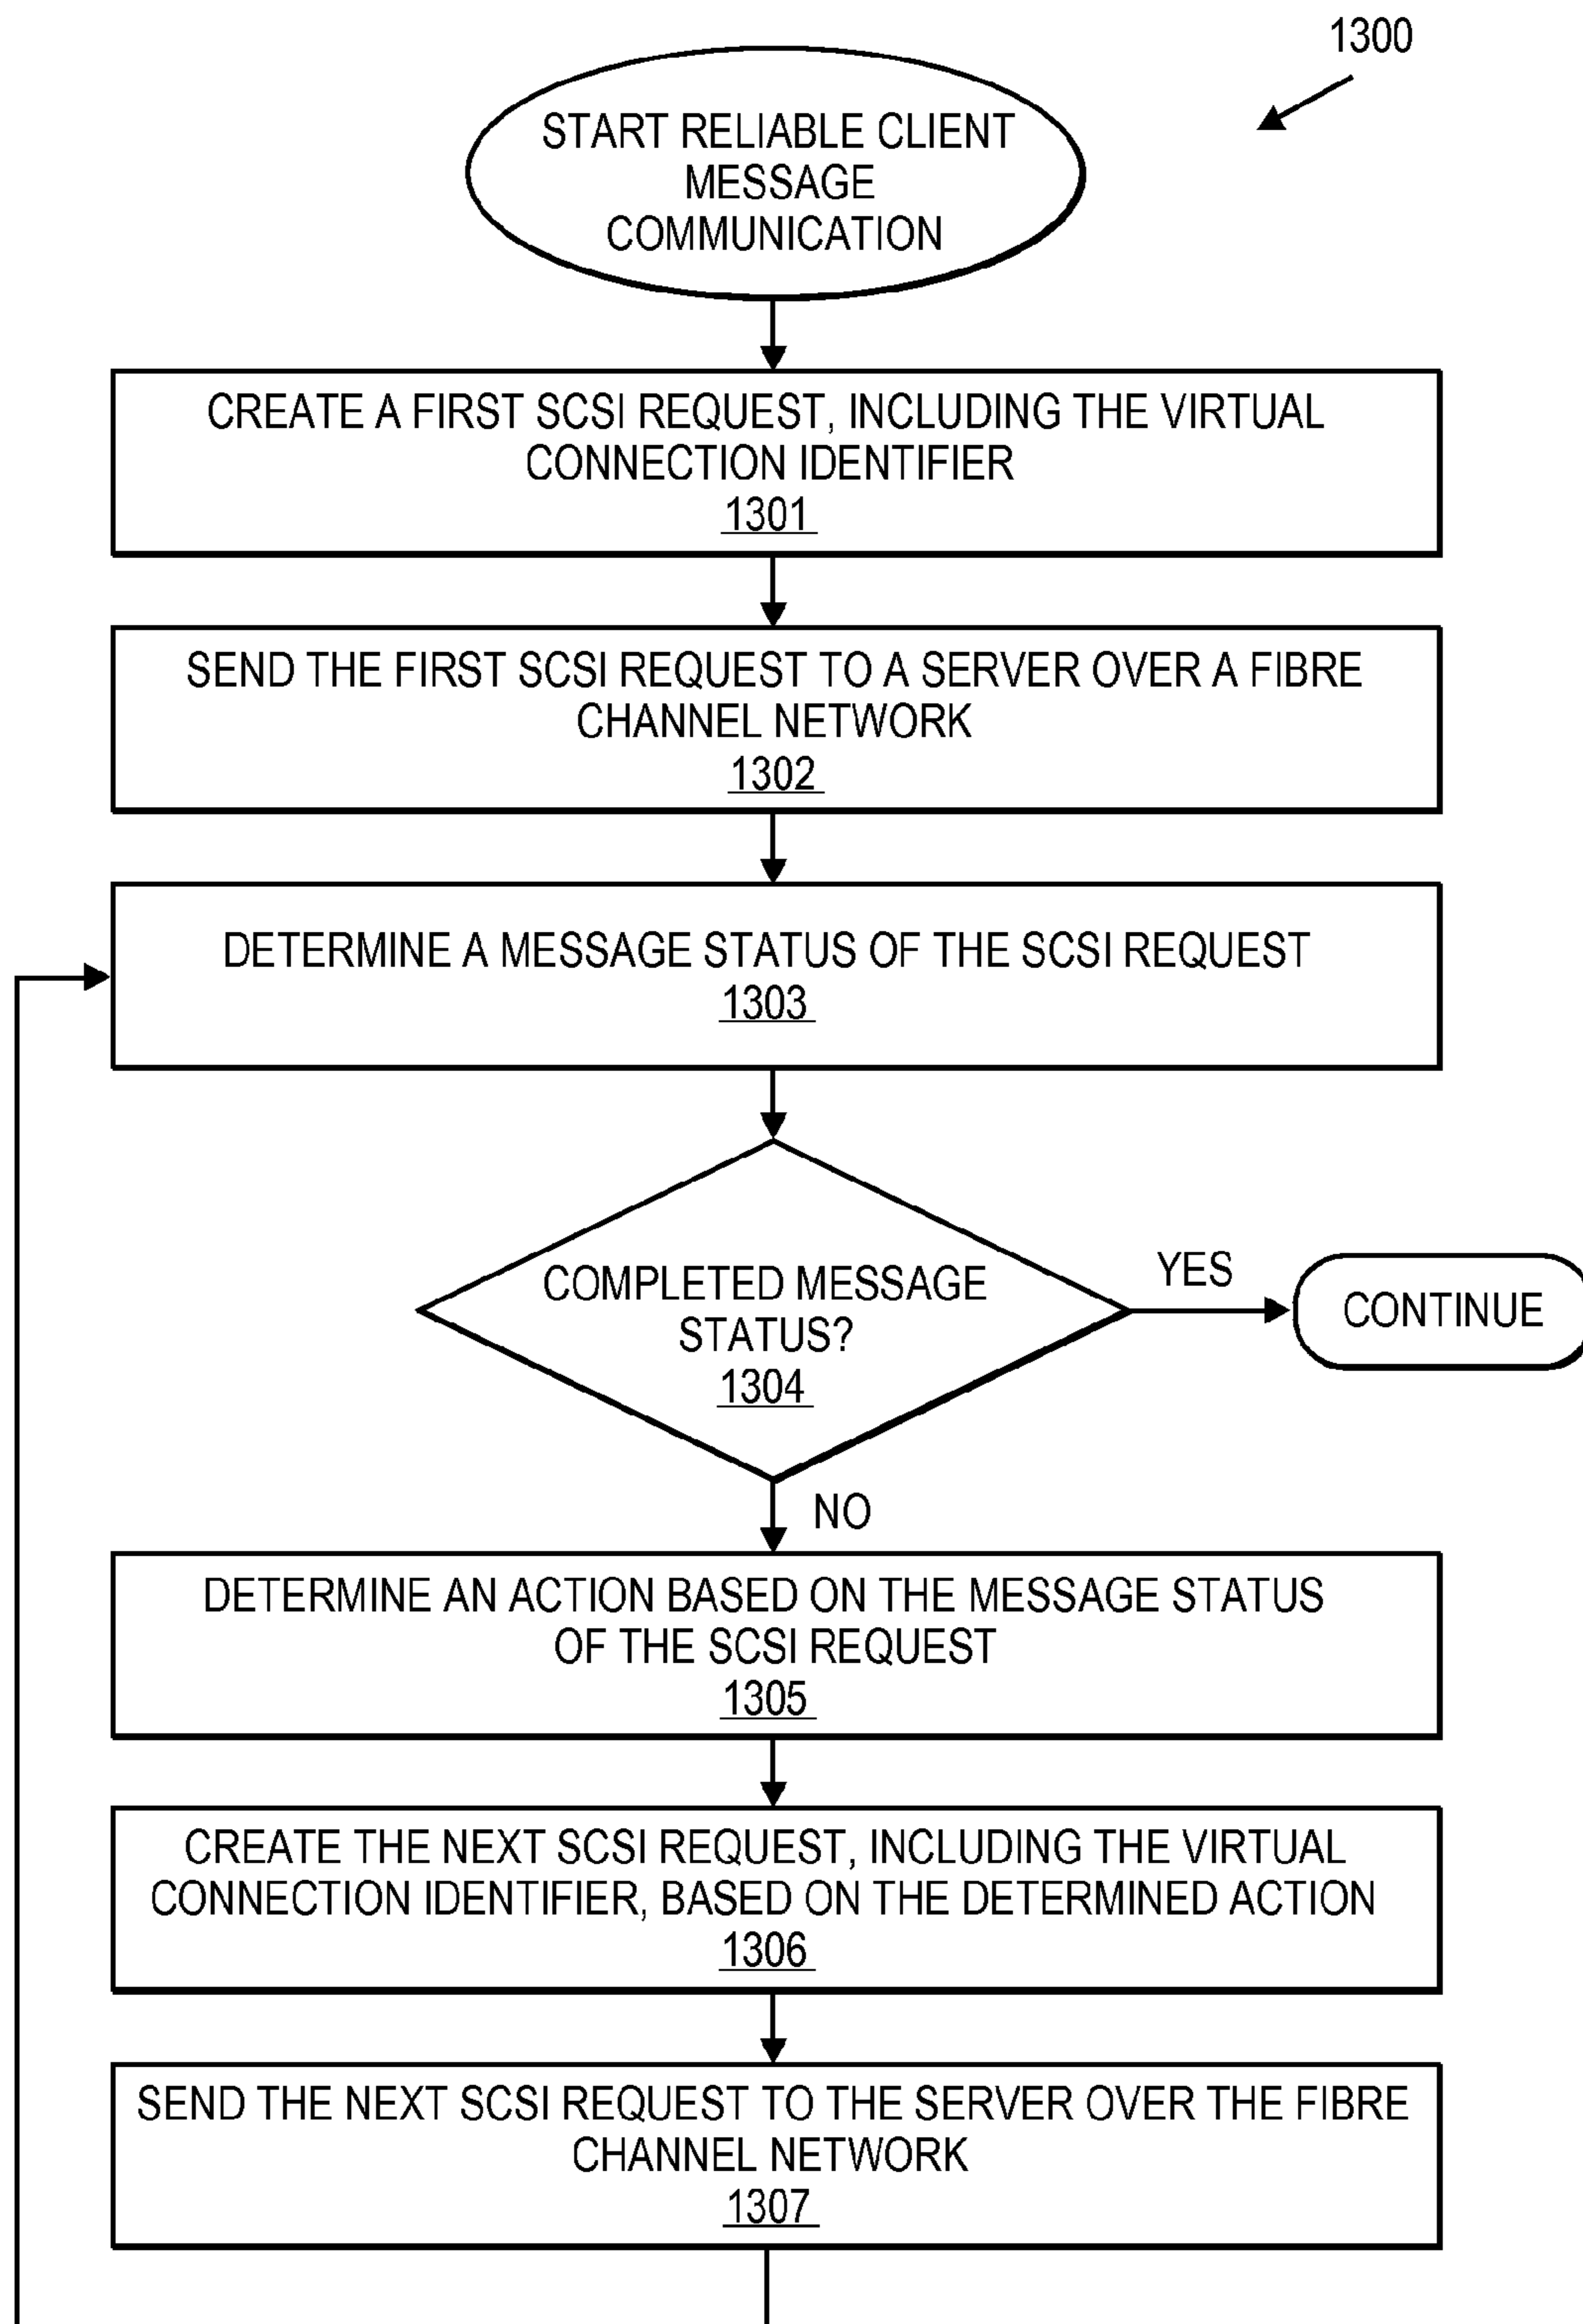 1300
START RELIABLE CLIENT
MESSAGE
COMMUNICATION
CREATE A FIRST SCSI REQUEST, INCLUDING THE VIRTUAL
CONNECTION IDENTIFIER
1301
SEND THE FIRST SCSI REQUEST TO A SERVER OVER A FIBRE
CHANNEL NETWORK
1302
DETERMINE A MESSAGE STATUS OF THE SCSI REQUEST
1303
COMPLETED MESSAGE
STATUS?
1304
YES
CONTINUE
NO
DETERMINE AN ACTION BASED ON THE MESSAGE STATUS
OF THE SCSI REQUEST
1305
CREATE THE NEXT SCSI REQUEST, INCLUDING THE VIRTUAL
CONNECTION IDENTIFIER, BASED ON THE DETERMINED ACTION
1306
SEND THE NEXT SCSI REQUEST TO THE SERVER OVER THE FIBRE
CHANNEL NETWORK
1307